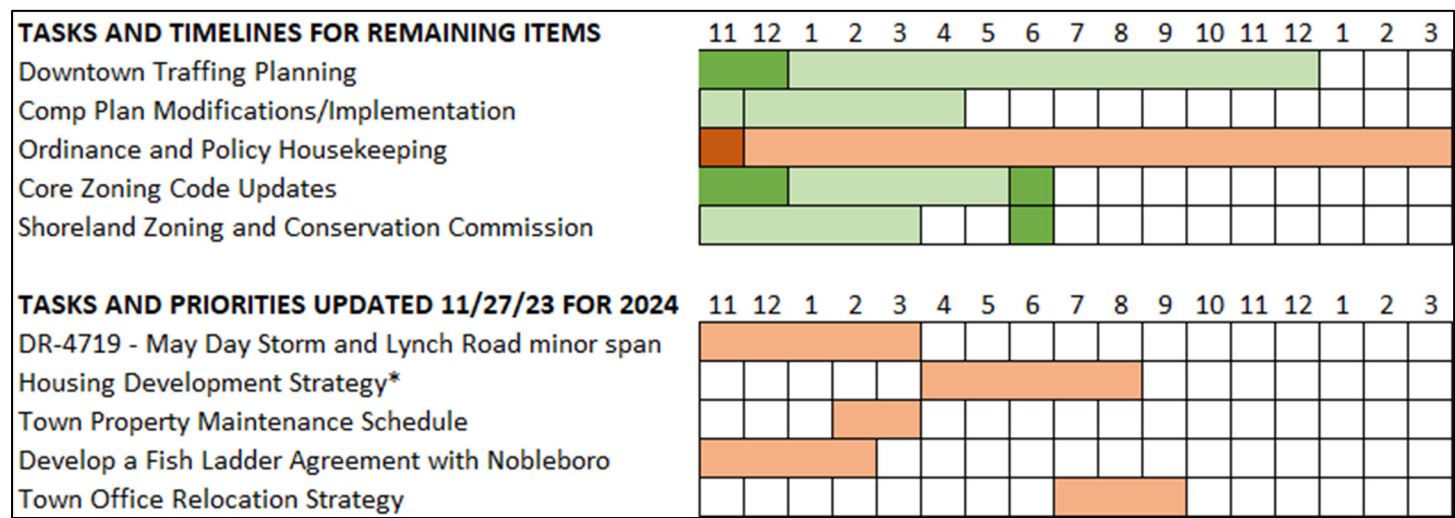 TASKS AND TIMELINES FOR REMAINING ITEMS 11 12 1 2 3 4 5 6 7 8 9 10 11 12 1 2 3
Downtown Traffing Planning
Comp Plan Modifications/Implementation
Ordinance and Policy Housekeeping
Core Zoning Code Updates
Shoreland Zoning and Conservation Commission
TASKS AND PRIORITIES UPDATED 11/27/23 FOR 2024 11 12 1 2 3 4 5 6 7 8 9 10 11 12 1 2 3
DR-4719 - May Day Storm and Lynch Road minor span
Housing Development Strategy*
Town Property Maintenance Schedule
Develop a Fish Ladder Agreement with Nobleboro
Town Office Relocation Strategy